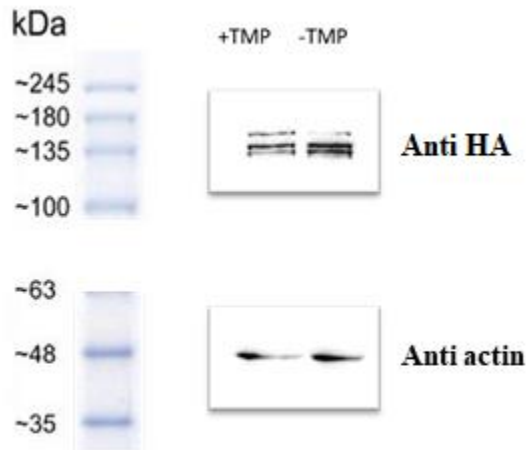 kDa
+TMP -TMP
~245
~180
~135
~100
Anti HA
~63
~48
~35
Anti actin